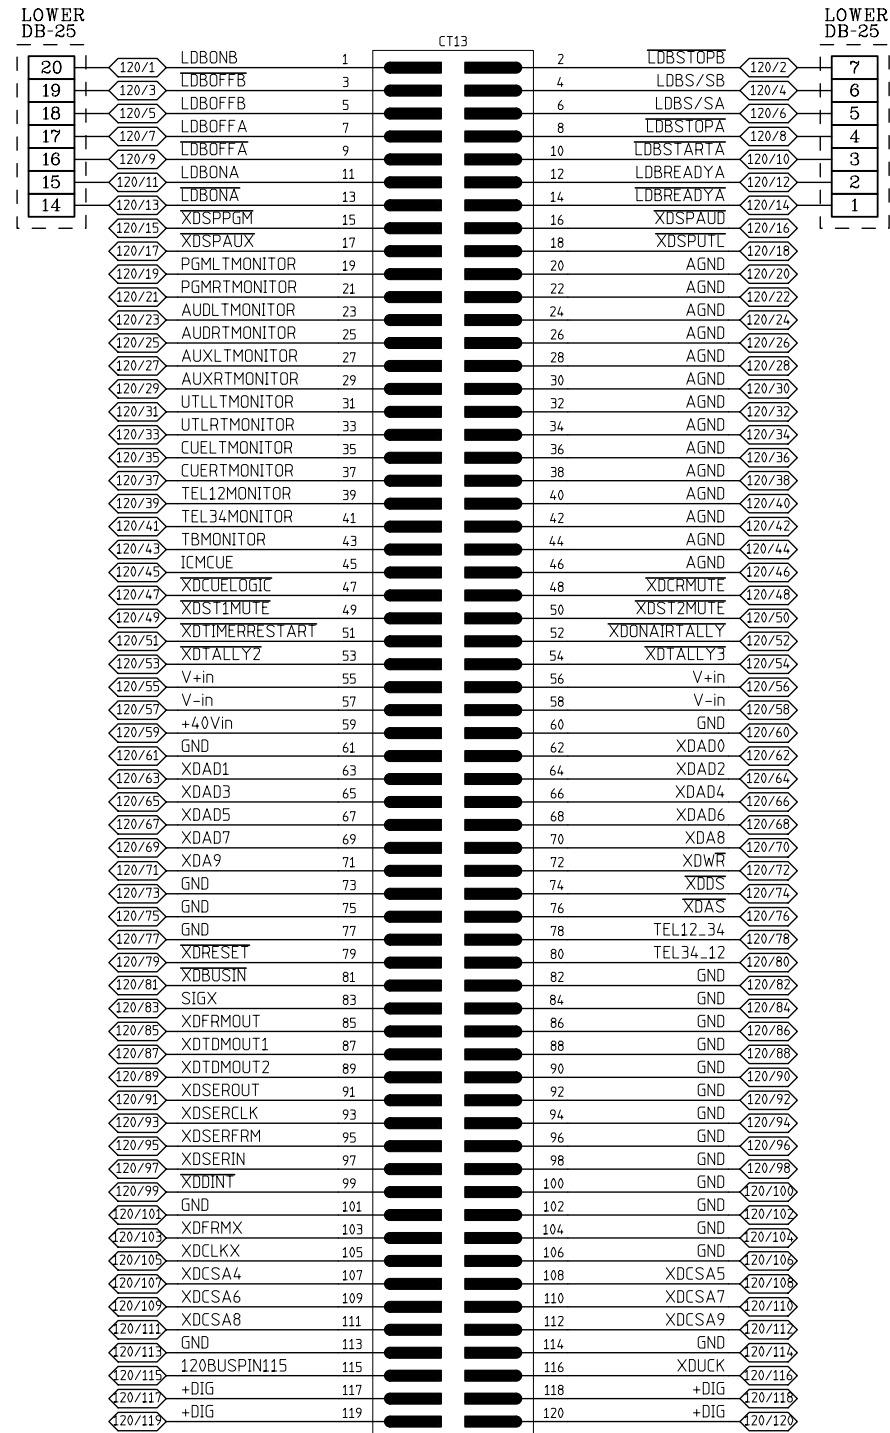 LOWER LOWER
DB-25 DB-25
CT13
20 120/1 LDBONB 1 2 LDBSTOPB 120/2 7
19 120/3 LDBOFFB 3 4 LDBS/SB 120/4 6
18 120/5 LDBOFFB 5 6 LDBS/SA 120/6 5
17 120/7 LDBOFFA 7 8 LDBSTOPA 120/8 4
16 120/9 LDBOFFA 9 10 LDBSTARTA 120/10 3
15 120/11 LDBONA 11 12 LDBREADYA 120/12 2
14 120/13 LDBONA 13 14 LDBREADYA 120/14 1
120/15 XDSPPGM 15 16 XDSPAUD 120/16
120/17 XDSPAUX 17 18 XDSPUTL 120/18
120/19 PGMLTMONITOR 19 20 AGND 120/20
120/21 PGMRTMONITOR 21 22 AGND 120/22
120/23 AUDLTMONITOR 23 24 AGND 120/24
120/25 AUDRTMONITOR 25 26 AGND 120/26
120/27 AUXLTMONITOR 27 28 AGND 120/28
120/29 AUXRTMONITOR 29 30 AGND 120/30
120/31 UTLLTMONITOR 31 32 AGND 120/32
120/33 UTLRTMONITOR 33 34 AGND 120/34
120/35 CUELTMONITOR 35 36 AGND 120/36
120/37 CUERTMONITOR 37 38 AGND 120/38
120/39 TEL12MONITOR 39 40 AGND 120/40
120/41 TEL34MONITOR 41 42 AGND 120/42
120/43 TBMONITOR 43 44 AGND 120/44
120/45 ICMCUE 45 46 AGND 120/46
120/47 XDCUELOGIC 47 48 XDCRMUTE 120/48
120/49 XDST1MUTE 49 50 XDST2MUTE 120/50
120/51 XDTIMERRESTART 51 52 XDONAIRTALLY 120/52
120/53 XDTALLY2 53 54 XDTALLY3 120/54
120/55 V+in 55 56 V+in 120/56
120/57 V-in 57 58 V-in 120/58
120/59 +40Vin 59 60 GND 120/60
120/61 GND 61 62 XDAD0 120/62
120/63 XDAD1 63 64 XDAD2 120/64
120/65 XDAD3 65 66 XDAD4 120/66
120/67 XDAD5 67 68 XDAD6 120/68
120/69 XDAD7 69 70 XDA8 120/70
120/71 XDA9 71 72 XDWR 120/72
120/73 GND 73 74 XDDS 120/74
120/75 GND 75 76 XDAS 120/76
120/77 GND 77 78 TEL12_34 120/78
120/79 XDRESET 79 80 TEL34_12 120/80
120/81 XDBUSIN 81 82 GND 120/82
120/83 SIGX 83 84 GND 120/84
120/85 XDFRMOUT 85 86 GND 120/86
120/87 XDTDMOUT1 87 88 GND 120/88
120/89 XDTDMOUT2 89 90 GND 120/90
120/91 XDSEROUT 91 92 GND 120/92
120/93 XDSERCLK 93 94 GND 120/94
120/95 XDSERFRM 95 96 GND 120/96
120/97 XDSERIN 97 98 GND 120/98
120/99 XDDINT 99 100 GND 120/100
120/101 GND 101 102 GND 120/102
120/103 XDFRMX 103 104 GND 120/104
120/105 XDCLKX 105 106 GND 120/106
120/107 XDCSA4 107 108 XDCSA5 120/108
120/109 XDCSA6 109 110 XDCSA7 120/110
120/111 XDCSA8 111 112 XDCSA9 120/112
120/113 GND 113 114 GND 120/114
120/115 120BUSPIN115 115 116 XDUCK 120/116
120/117 +DIG 117 118 +DIG 120/118
120/119 +DIG 119 120 +DIG 120/120